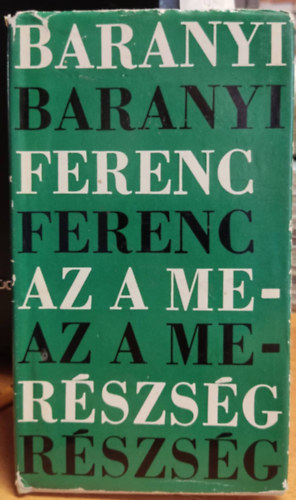 BARANYI
BARANYI
FERENC
FERENC
AZ A ME-
AZ A ME-
RÉSZSÉG
RÉSZSÉG